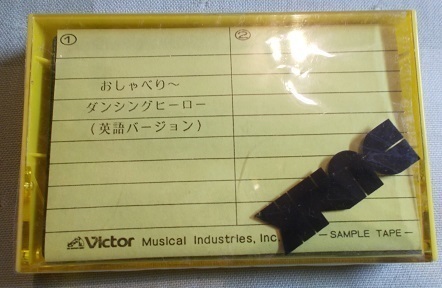 ①
②
おしゃべり〜
ダンシングヒーロー
(英語バージョン)
Victor Musical Industries, Inc.
— SAMPLE TAPE —